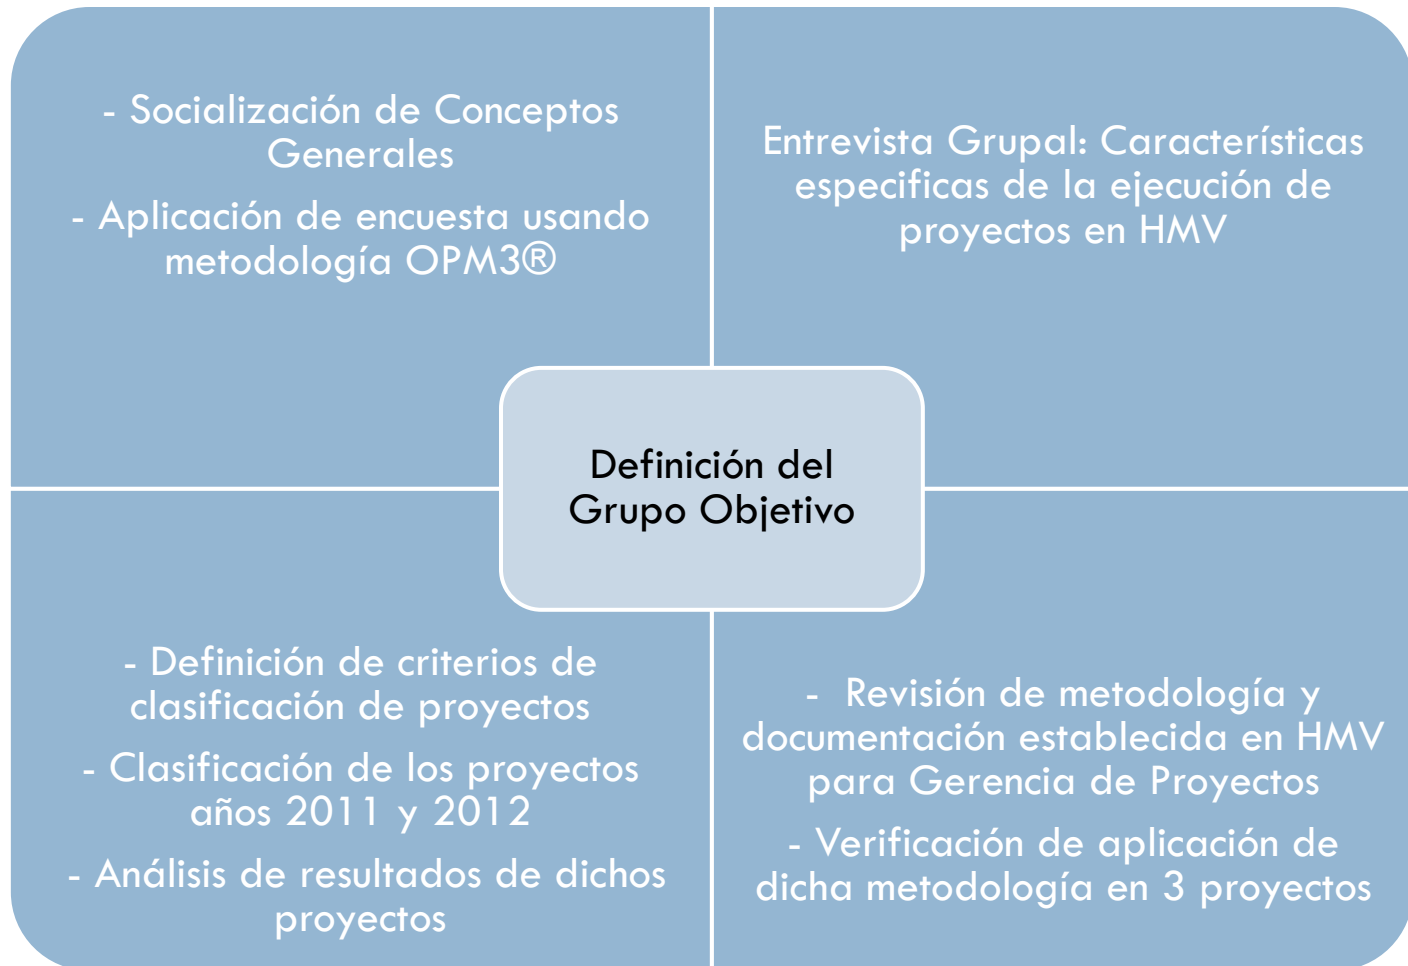 - Socialización de Conceptos
Generales
- Aplicación de encuesta usando
metodología OPM3®
Entrevista Grupal: Características
especificas de la ejecución de
proyectos en HMV
Definición del
Grupo Objetivo
- Definición de criterios de
clasificación de proyectos
- Clasificación de los proyectos
años 2011 y 2012
- Análisis de resultados de dichos
proyectos
- Revisión de metodología y
documentación establecida en HMV
para Gerencia de Proyectos
- Verificación de aplicación de
dicha metodología en 3 proyectos